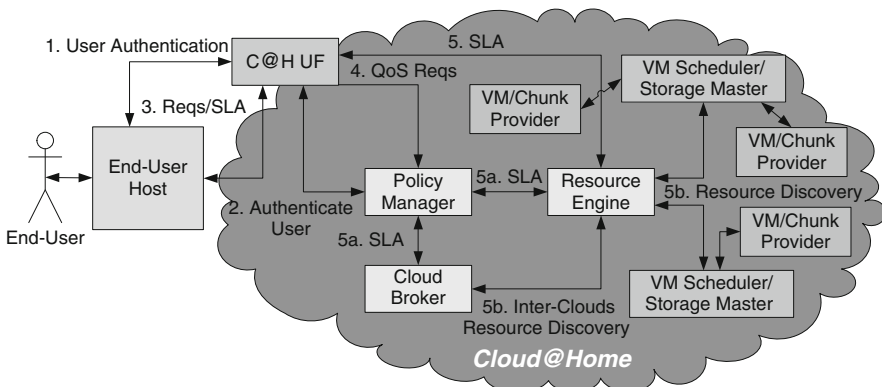 1. User Authentication
C@H UF
5. SLA
4. QoS Reqs
VM Scheduler/
Storage Master
VM/Chunk
Provider
3. Reqs/SLA
VM/Chunk
Provider
End-User
Host
Policy
Manager
5a. SLA
Resource
Engine
5b. Resource Discovery
2. Authenticate
User
End-User
5a. SLA
VM/Chunk
Provider
Cloud
Broker
VM Scheduler/
Storage Master
5b. Inter-Clouds
Resource Discovery
Cloud@Home